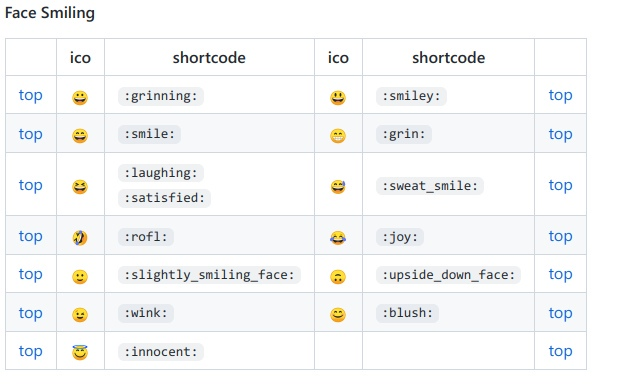 Face Smiling
ico shortcode ico shortcode
top 😀 :grinning: 😃 :smiley: top
top 😄 :smile: 😁 :grin: top
top 😆 :laughing: :satisfied: 😅 :sweat_smile: top
top 🤣 :rofl: 😂 :joy: top
top 🙂 :slightly_smiling_face: 🙃 :upside_down_face: top
top 😉 :wink: 😊 :blush: top
top 😇 :innocent: top